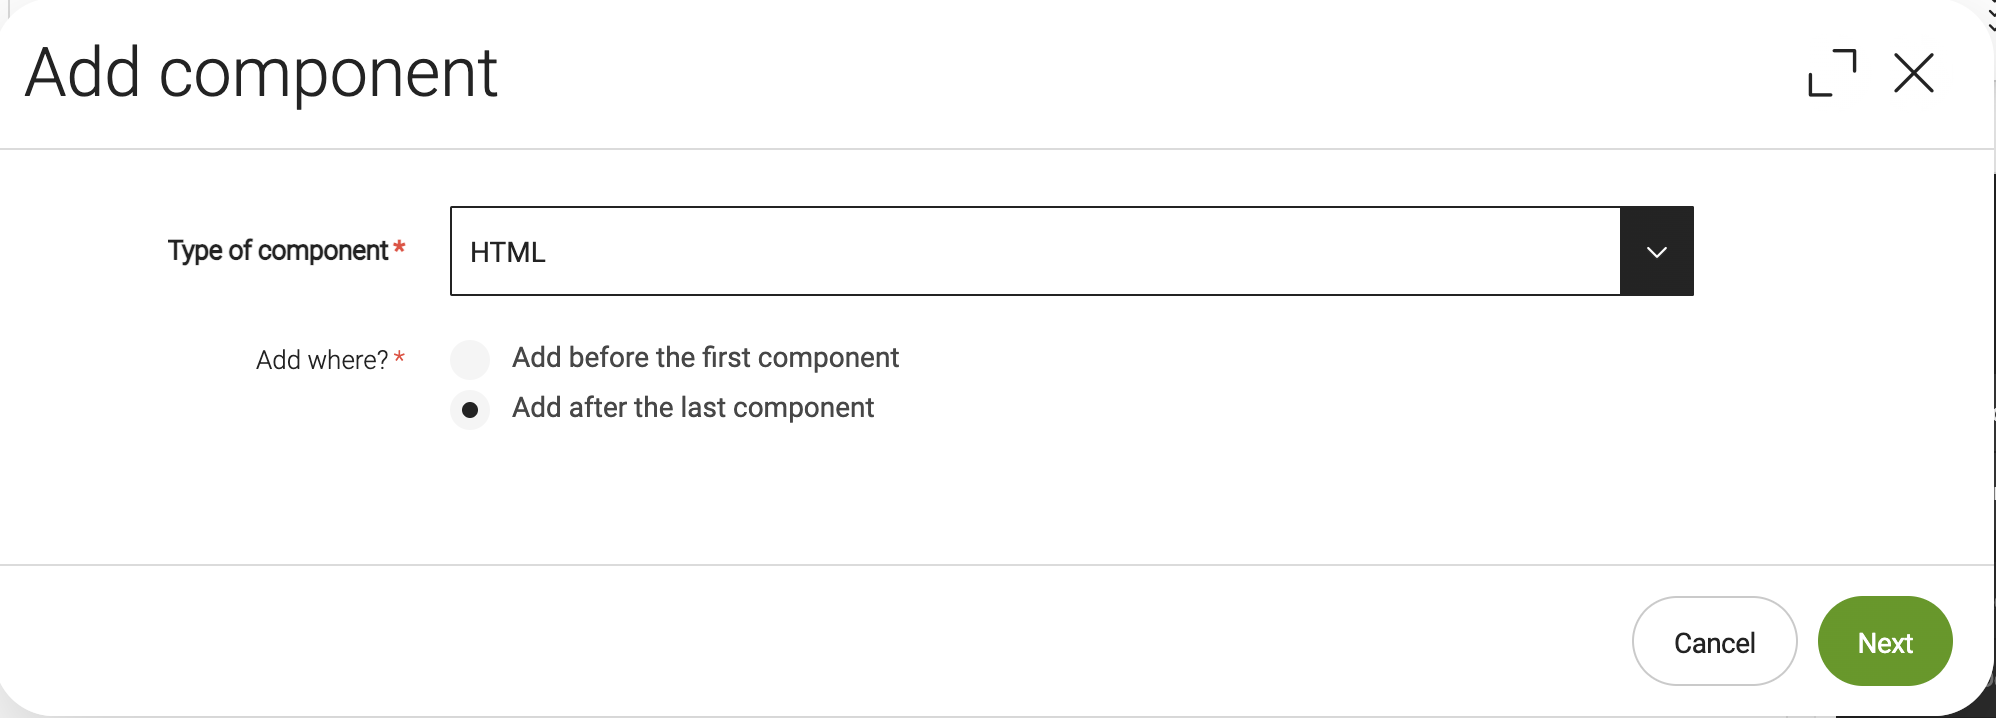 Add component
Type of component *
HTML
Add where? *
Add before the first component
Add after the last component
Cancel
Next